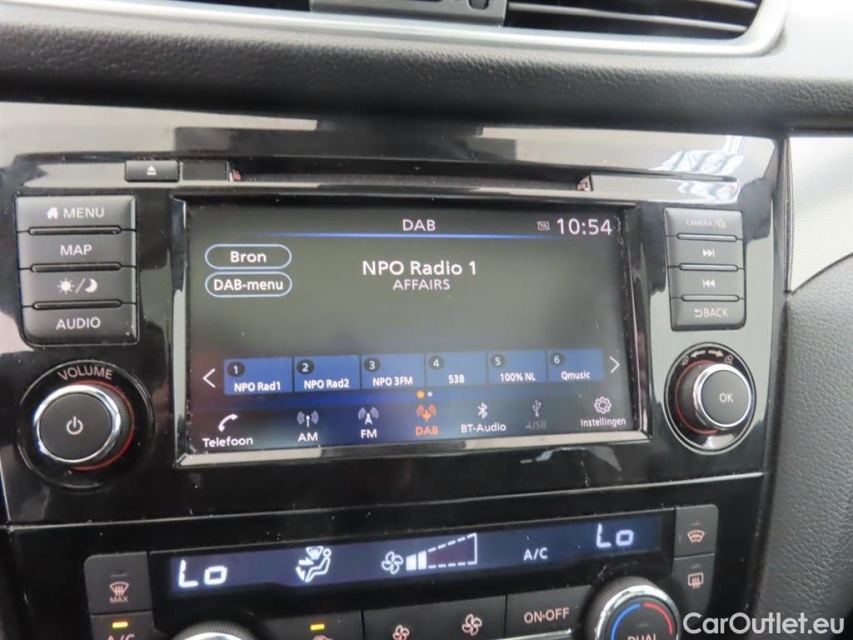 MENU
MAP
AUDIO
VOLUME
DAB
10:54
Bron
DAB-menu
NPO Radio 1
AFFAIRS
1 NPO Rad1
2 NPO Rad2
3 NPO 3FM
4 538
5 100% NL
6 Qmusic
Telefoon
AM
FM
DAB
BT-Audio
USB
Instellingen
CAMERA
BACK
OK
Lo
A/C
Lo
MAX
A/C
ON·OFF
DUAL
CarOutlet.eu